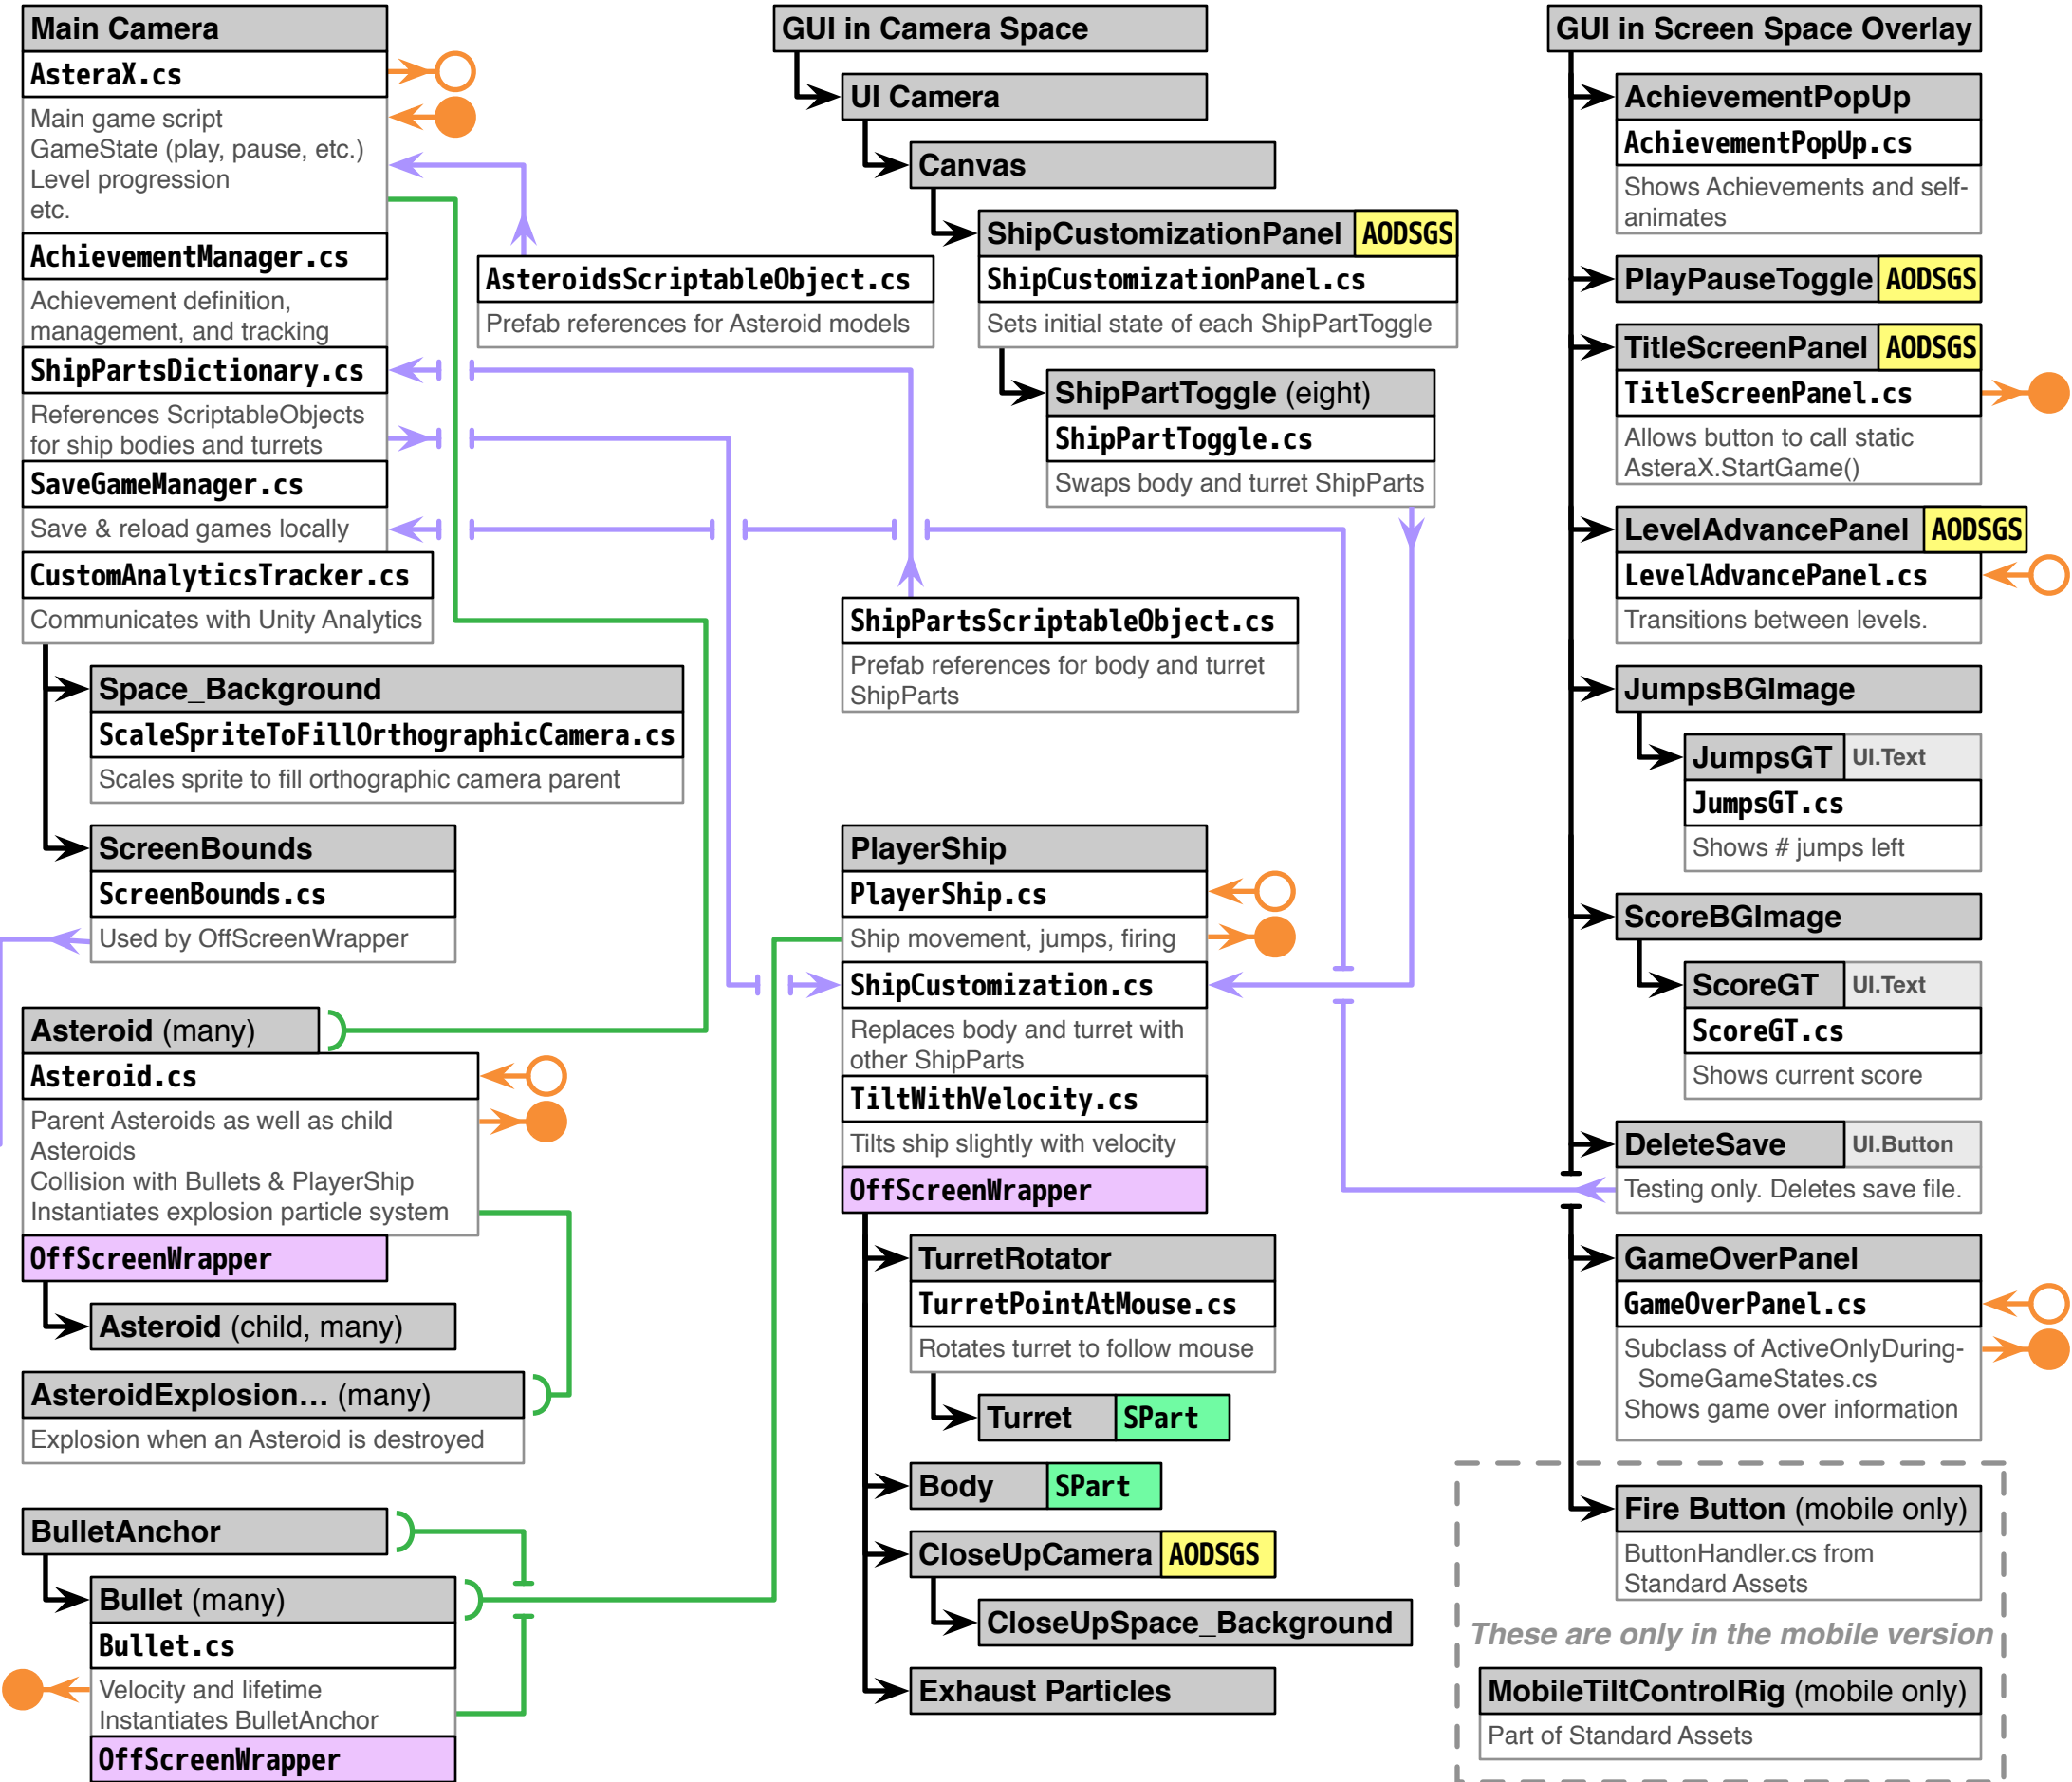 Main Camera
AsteraX.cs
Main game script
GameState (play, pause, etc.)
Level progression
etc.
AchievementManager.cs
Achievement definition,
management, and tracking
ShipPartsDictionary.cs
References ScriptableObjects
for ship bodies and turrets
SaveGameManager.cs
Save & reload games locally
CustomAnalyticsTracker.cs
Communicates with Unity Analytics
Space_Background
ScaleSpriteToFillOrthographicCamera.cs
Scales sprite to fill orthographic camera parent
ScreenBounds
ScreenBounds.cs
Used by OffScreenWrapper
Asteroid (many)
Asteroid.cs
Parent Asteroids as well as child
Asteroids
Collision with Bullets & PlayerShip
Instantiates explosion particle system
OffScreenWrapper
Asteroid (child, many)
AsteroidExplosion... (many)
Explosion when an Asteroid is destroyed
BulletAnchor
Bullet (many)
Bullet.cs
Velocity and lifetime
Instantiates BulletAnchor
OffScreenWrapper
AsteroidsScriptableObject.cs
Prefab references for Asteroid models
GUI in Camera Space
UI Camera
Canvas
ShipCustomizationPanel AODSGS
ShipCustomizationPanel.cs
Sets initial state of each ShipPartToggle
ShipPartToggle (eight)
ShipPartToggle.cs
Swaps body and turret ShipParts
ShipPartsScriptableObject.cs
Prefab references for body and turret
ShipParts
PlayerShip
PlayerShip.cs
Ship movement, jumps, firing
ShipCustomization.cs
Replaces body and turret with
other ShipParts
TiltWithVelocity.cs
Tilts ship slightly with velocity
OffScreenWrapper
TurretRotator
TurretPointAtMouse.cs
Rotates turret to follow mouse
Turret SPart
Body SPart
CloseUpCamera AODSGS
CloseUpSpace_Background
Exhaust Particles
GUI in Screen Space Overlay
AchievementPopUp
AchievementPopUp.cs
Shows Achievements and self-
animates
PlayPauseToggle AODSGS
TitleScreenPanel AODSGS
TitleScreenPanel.cs
Allows button to call static
AsteraX.StartGame()
LevelAdvancePanel AODSGS
LevelAdvancePanel.cs
Transitions between levels.
JumpsBGImage
JumpsGT UI.Text
JumpsGT.cs
Shows # jumps left
ScoreBGImage
ScoreGT UI.Text
ScoreGT.cs
Shows current score
DeleteSave UI.Button
Testing only. Deletes save file.
GameOverPanel
GameOverPanel.cs
Subclass of ActiveOnlyDuring-
SomeGameStates.cs
Shows game over information
Fire Button (mobile only)
ButtonHandler.cs from
Standard Assets
These are only in the mobile version
MobileTiltControlRig (mobile only)
Part of Standard Assets